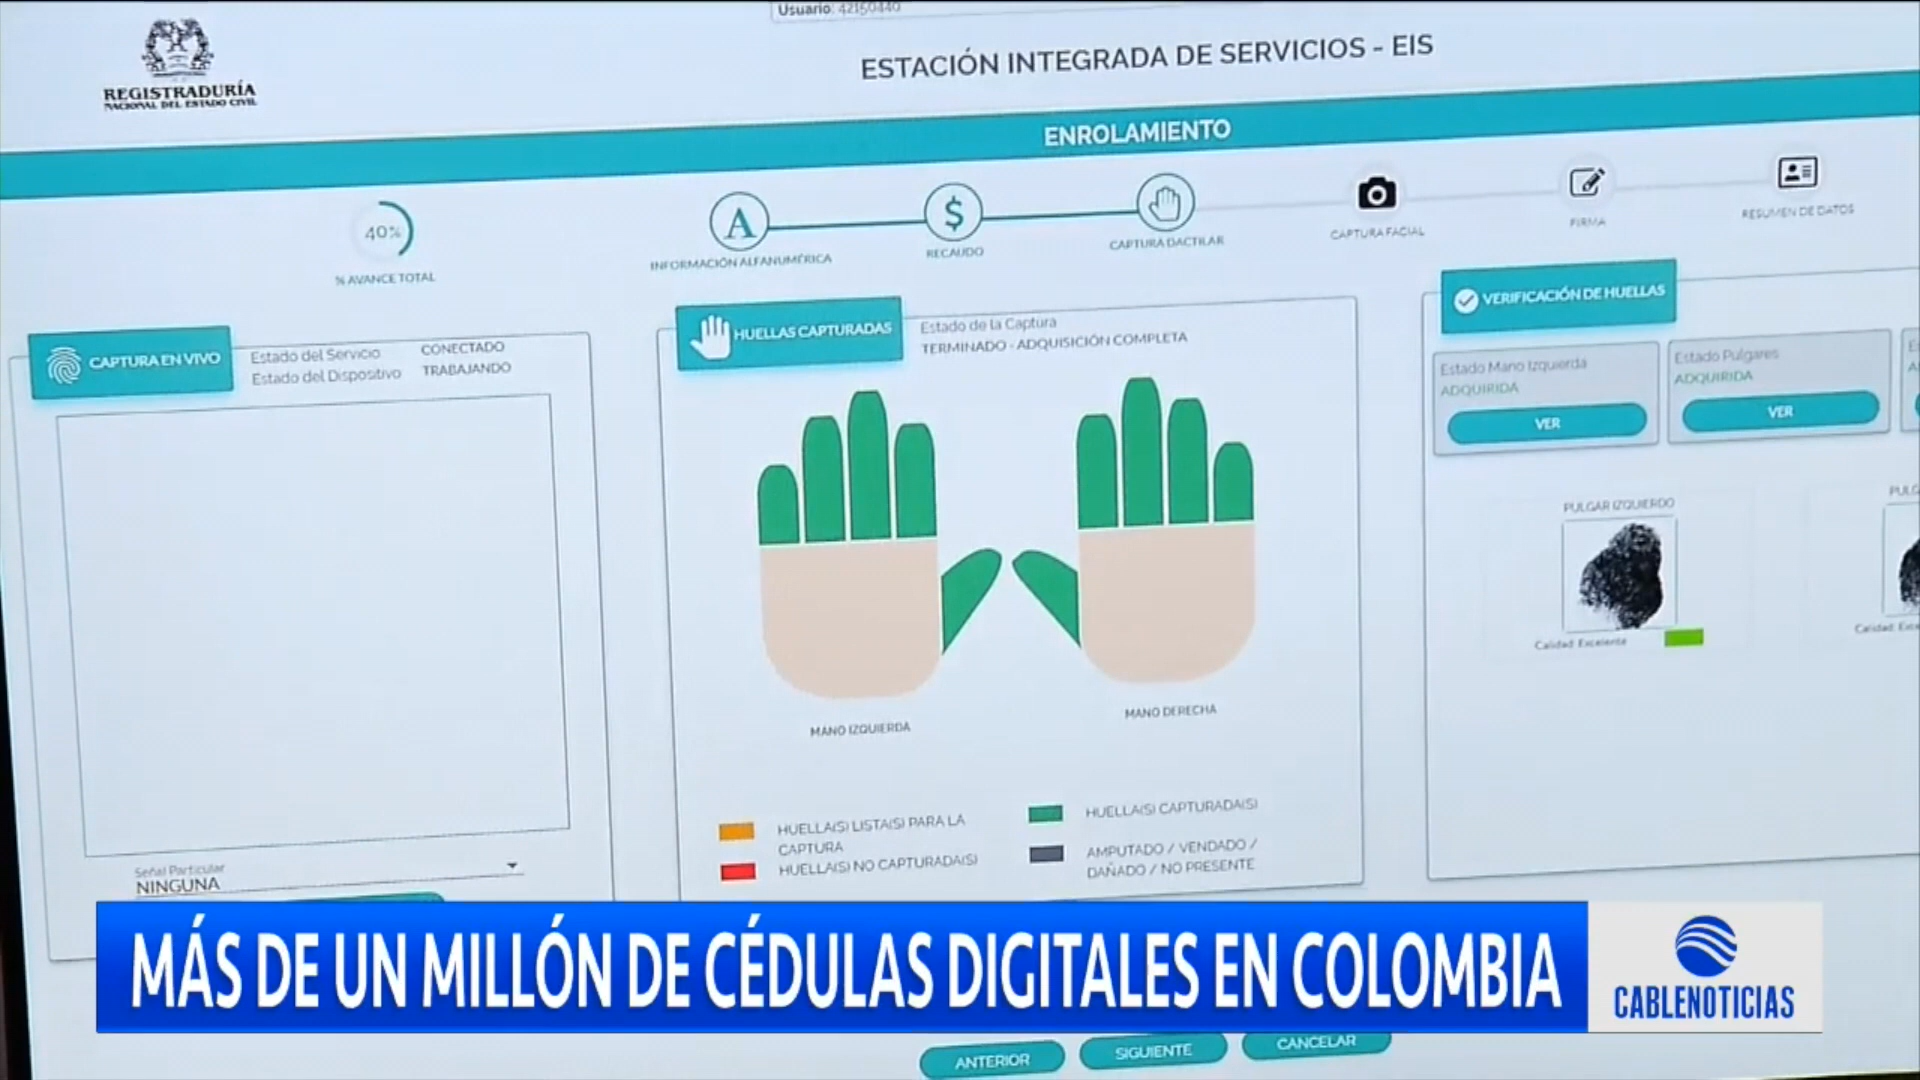 Usuario: 42150440
REGISTRADURÍA
NACIONAL DEL ESTADO CIVIL
ESTACIÓN INTEGRADA DE SERVICIOS - EIS
ENROLAMIENTO
40%
% AVANCE TOTAL
A
INFORMACIÓN ALFANUMÉRICA
$
RECAUDO
CAPTURA DACTILAR
CAPTURA FACIAL
FIRMA
RESUMEN DE DATOS
CAPTURA EN VIVO
Estado del Servicio CONECTADO
Estado del Dispositivo TRABAJANDO
Señal Particular
NINGUNA
HUELLAS CAPTURADAS
Estado de la Captura
TERMINADO - ADQUISICIÓN COMPLETA
MANO IZQUIERDA
MANO DERECHA
HUELLA(S) LISTA(S) PARA LA
CAPTURA
HUELLA(S) NO CAPTURADA(S)
HUELLA(S) CAPTURADA(S)
AMPUTADO / VENDADO /
DAÑADO / NO PRESENTE
VERIFICACIÓN DE HUELLAS
Estado Mano Izquierda
ADQUIRIDA
VER
Estado Pulgares
ADQUIRIDA
VER
PULGAR IZQUIERDO
Calidad: Excelente
MÁS DE UN MILLÓN DE CÉDULAS DIGITALES EN COLOMBIA
CABLENOTICIAS
ANTERIOR
SIGUIENTE
CANCELAR